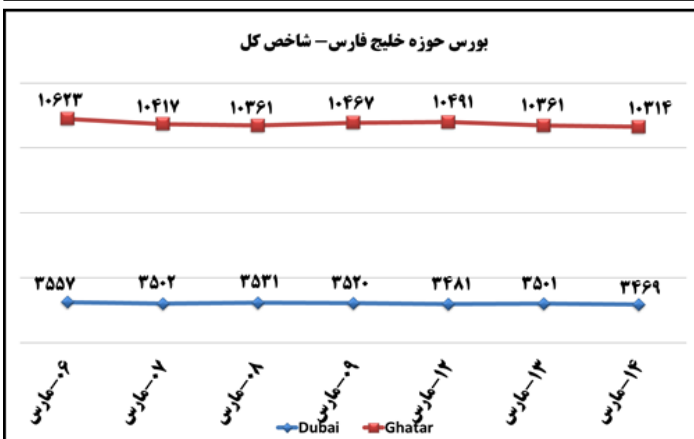 بورس حوزه خلیج فارس– شاخص کل
۱۰۶۲۳ ۱۰۴۱۷ ۱۰۳۶۱ ۱۰۴۶۷ ۱۰۴۹۱ ۱۰۳۶۱ ۱۰۳۱۴
۳۵۵۷ ۳۵۰۲ ۳۵۳۱ ۳۵۲۰ ۳۴۸۱ ۳۵۰۱ ۳۴۶۹
۰۶–مارس ۰۷–مارس ۰۸–مارس ۰۹–مارس ۱۲–مارس ۱۳–مارس ۱۴–مارس
Dubai Ghatar